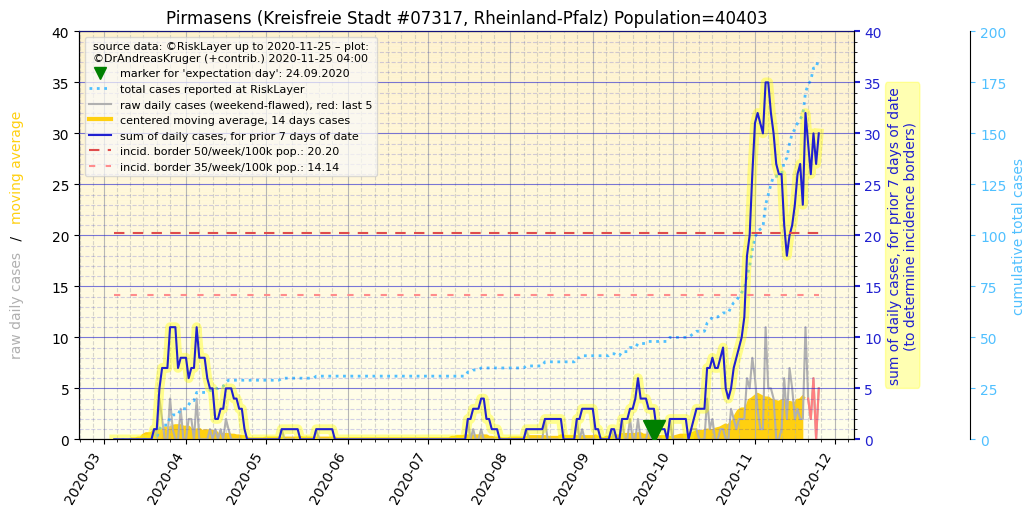 Pirmasens (Kreisfreie Stadt #07317, Rheinland-Pfalz) Population=40403
source data: ©RiskLayer up to 2020-11-25 – plot:
©DrAndreasKruger (+contrib.) 2020-11-25 04:00
marker for 'expectation day': 24.09.2020
total cases reported at RiskLayer
raw daily cases (weekend-flawed), red: last 5
centered moving average, 14 days cases
sum of daily cases, for prior 7 days of date
incid. border 50/week/100k pop.: 20.20
incid. border 35/week/100k pop.: 14.14
raw daily cases / moving average
40
35
30
25
20
15
10
5
0
2020-03
2020-04
2020-05
2020-06
2020-07
2020-08
2020-09
2020-10
2020-11
2020-12
40
35
30
25
20
15
10
5
0
sum of daily cases, for prior 7 days of date
(to determine incidence borders)
200
175
150
125
100
75
50
25
0
cumulative total cases